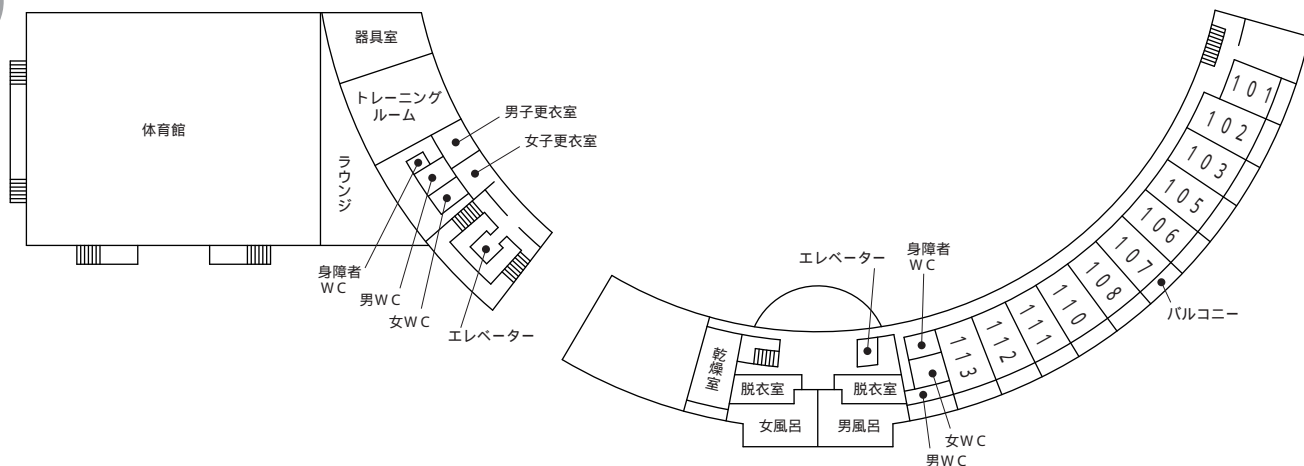 器具室
トレーニング
ルーム
体育館
男子更衣室
女子更衣室
ラウンジ
身障者
ＷＣ
男ＷＣ
女ＷＣ
エレベーター
101
102
103
105
106
107
108
110
111
112
113
バルコニー
エレベーター
身障者
ＷＣ
乾燥室
脱衣室
脱衣室
女風呂
男風呂
女ＷＣ
男ＷＣ